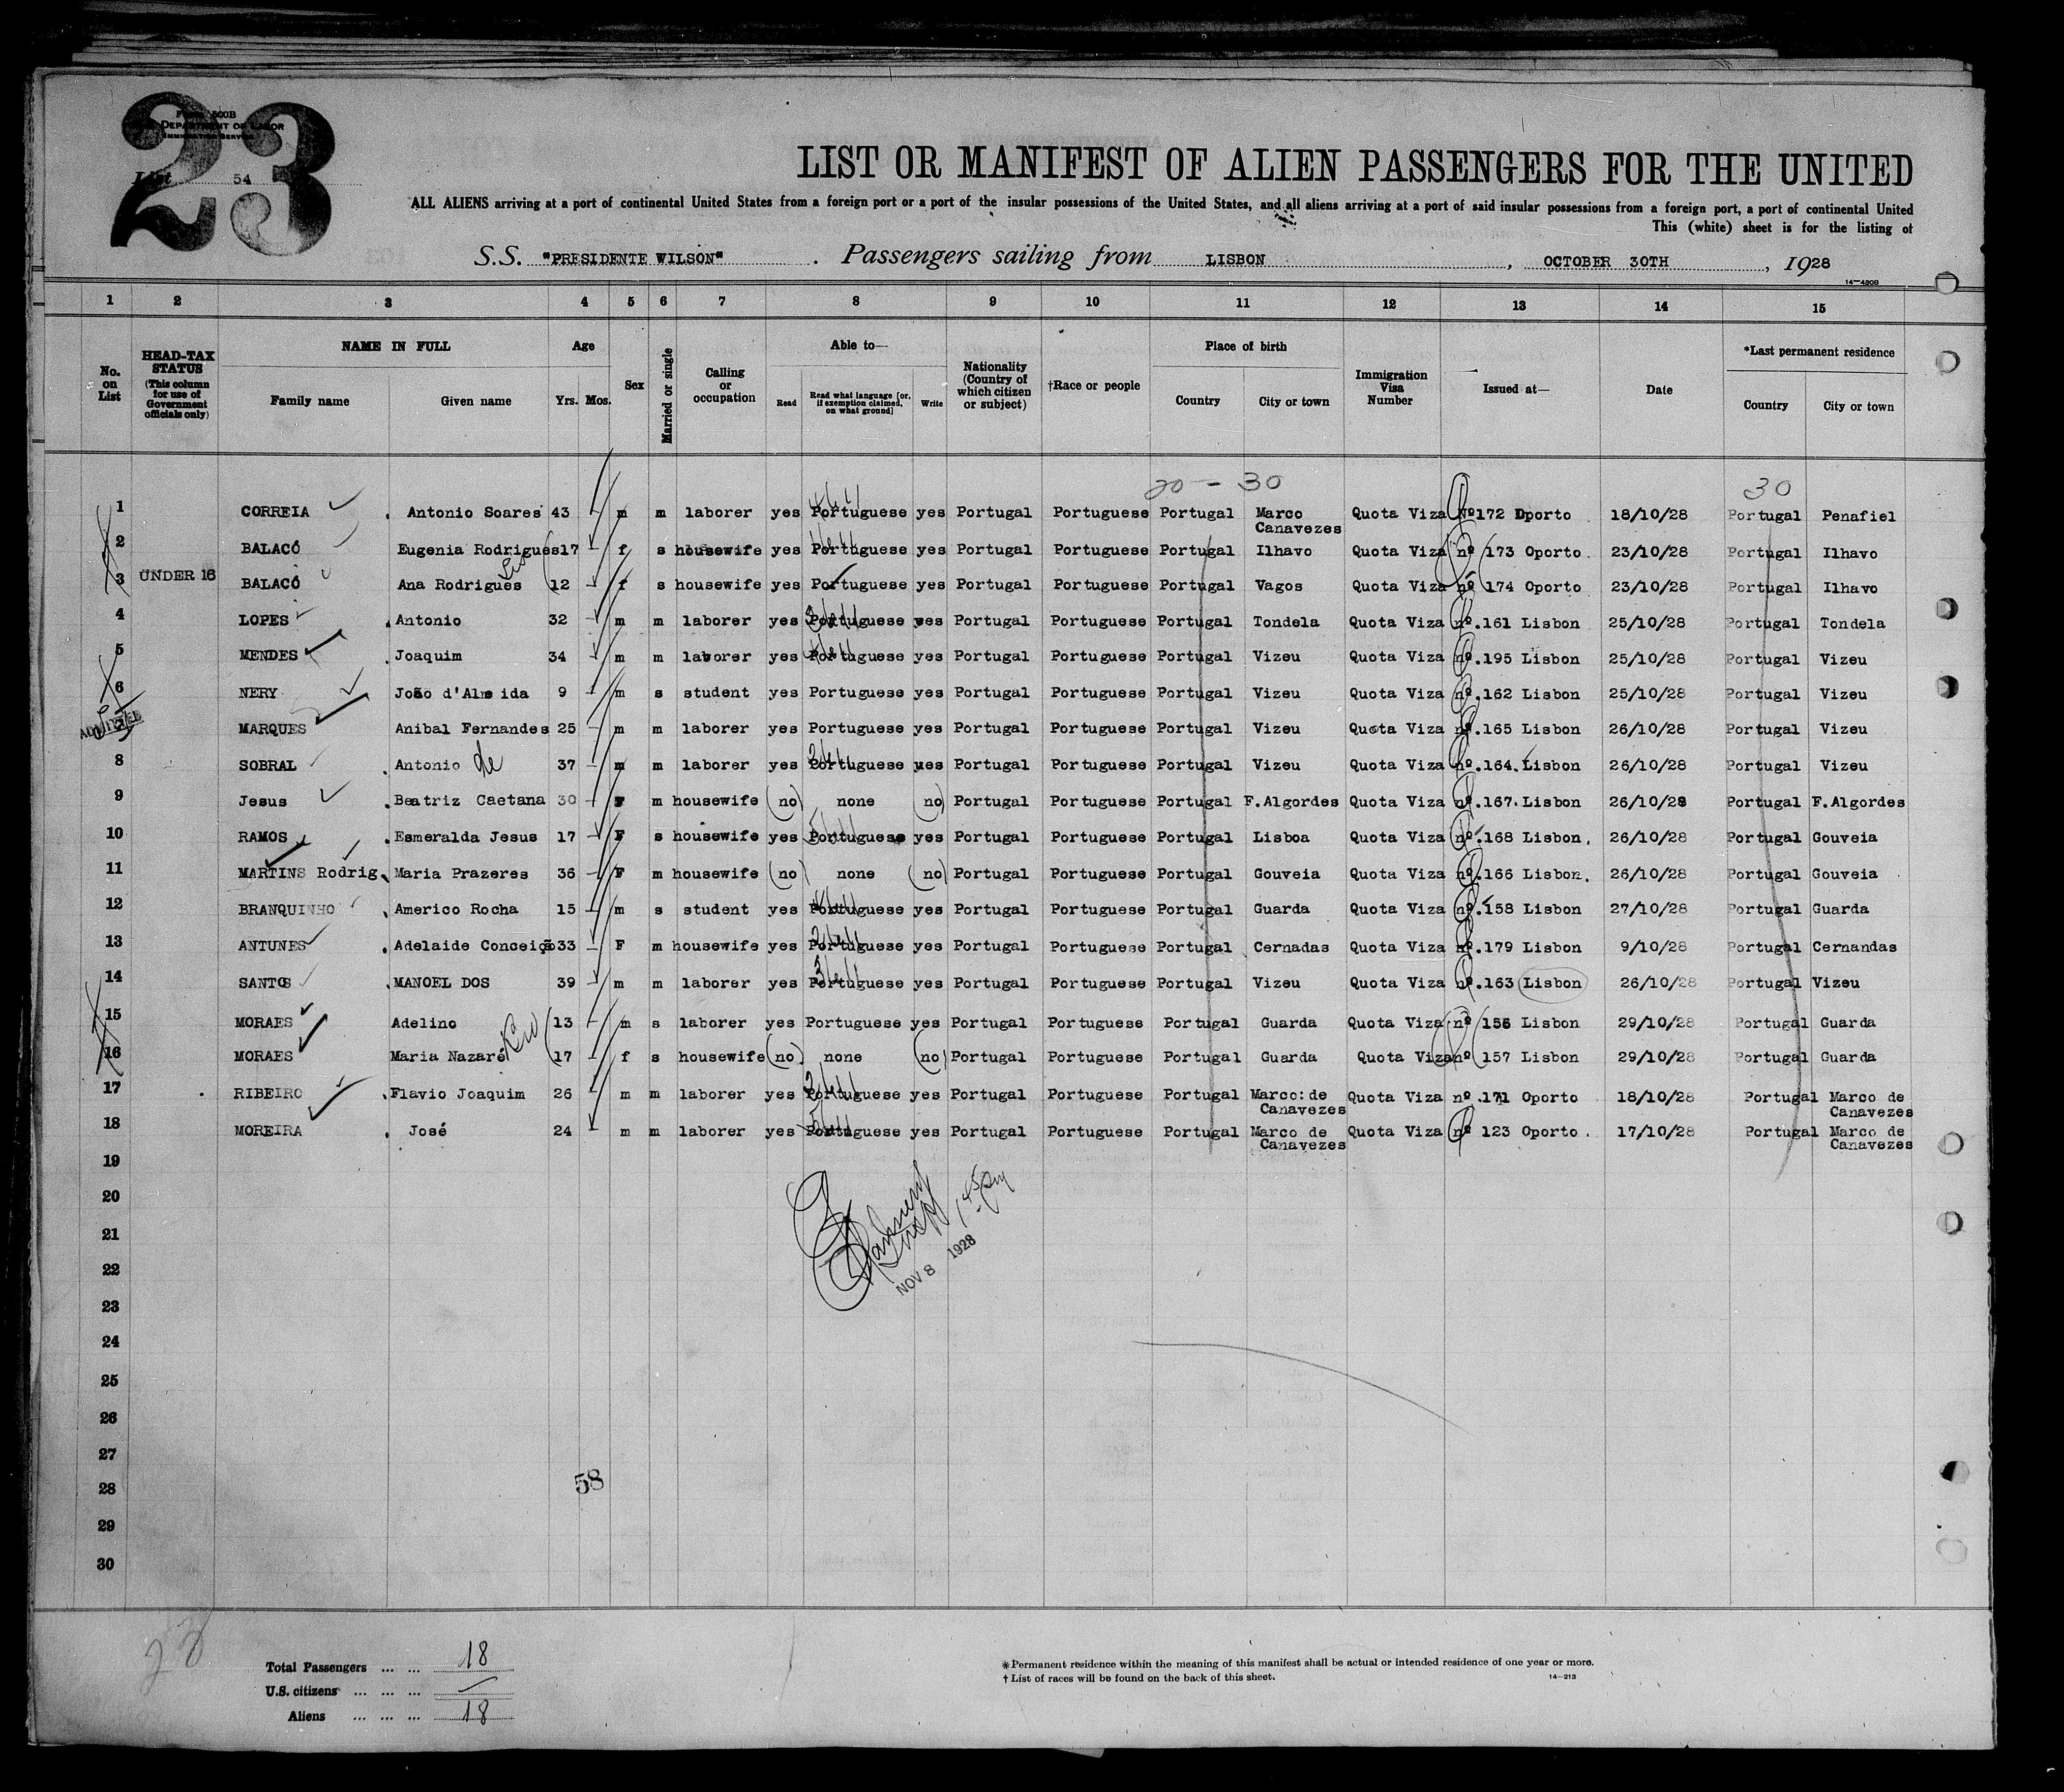 23
Form 500B
DEPARTMENT OF LABOR
IMMIGRATION SERVICE
List 54
LIST OR MANIFEST OF ALIEN PASSENGERS FOR THE UNITED
ALL ALIENS arriving at a port of continental United States from a foreign port or a port of the insular possessions of the United States, and all aliens arriving at a port of said insular possessions from a foreign port, a port of continental United
This (white) sheet is for the listing of
S.S. "PRESIDENTE WILSON" . Passengers sailing from LISBON , OCTOBER 30TH , 1928
14—4308
1 2 3 4 5 6 7 8 9 10 11 12 13 14 15
No. on List
HEAD-TAX STATUS (This column for use of Government officials only)
NAME IN FULL Family name Given name
Age Yrs. Mos.
Sex
Married or single
Calling or occupation
Able to— Read Read what language [or, if exemption claimed, on what ground] Write
Nationality (Country of which citizen or subject)
†Race or people
Place of birth Country City or town
Immigration Visa Number
Issued at—
Date
*Last permanent residence Country City or town
20 - 30 30
1 CORREIA Antonio Soares 43 m m laborer yes Portuguese yes Portugal Portuguese Portugal Marco Canavezes Quota Viza Nº172 Oporto 18/10/28 Portugal Penafiel
2 BALACÓ Eugenia Rodrigues 17 f s housewife yes Portuguese yes Portugal Portuguese Portugal Ilhavo Quota Viza nº 173 Oporto 23/10/28 Portugal Ilhavo
3 UNDER 16 BALACÓ Ana Rodrigues 12 f s housewife yes Portuguese yes Portugal Portuguese Portugal Vagos Quota Viza nº 174 Oporto 23/10/28 Portugal Ilhavo
4 LOPES Antonio 32 m m laborer yes Portuguese yes Portugal Portuguese Portugal Tondela Quota Viza nº.161 Lisbon 25/10/28 Portugal Tondela
5 MENDES Joaquim 34 m m laborer yes Portuguese yes Portugal Portuguese Portugal Vizeu Quota Viza nº.195 Lisbon 25/10/28 Portugal Vizeu
6 NERY João d'Alme ida 9 m s student yes Portuguese yes Portugal Portuguese Portugal Vizeu Quota Viza nº.162 Lisbon 25/10/28 Portugal Vizeu
ADMITTED MARQUES Anibal Fernandes 25 m m laborer yes Portuguese yes Portugal Portuguese Portugal Vizeu Quota Viza nº.165 Lisbon 26/10/28 Portugal Vizeu
8 SOBRAL Antonio de 37 m m laborer yes Portuguese yes Portugal Portuguese Portugal Vizeu Quota Viza nº.164. Lisbon 26/10/28 Portugal Vizeu
9 Jesus Beatriz Caetana 30 F m housewife (no) none (no) Portugal Portuguese Portugal F.Algordes Quota Viza nº.167. Lisbon 26/10/28 Portugal F.Algordes
10 RAMOS Esmeralda Jesus 17 F s housewife yes Portuguese yes Portugal Portuguese Portugal Lisboa Quota Viza nº.168 Lisbon. 26/10/28 Portugal Gouveia
11 MARTINS Rodrig. Maria Prazeres 36 F m housewife (no) none (no) Portugal Portuguese Portugal Gouveia Quota Viza nº.166 Lisbon. 26/10/28 Portugal Gouveia
12 BRANQUINHO Americo Rocha 15 m s student yes Portuguese yes Portugal Portuguese Portugal Guarda Quota Viza nº.158 Lisbon 27/10/28 Portugal Guarda
13 ANTUNES Adelaide Conceiçõ 33 F m housewife yes Portuguese yes Portugal Portuguese Portugal Cernadas Quota Viza nº.179 Lisbon 9/10/28 Portugal Cernandas
14 SANTOS MANOEL DOS 39 m m laborer yes Portuguese yes Portugal Portuguese Portugal Vizeu Quota Viza nº.163 Lisbon 26/10/28 Portugal Vizeu
15 MORAES Adelino 13 m s laborer yes Portuguese yes Portugal Portuguese Portugal Guarda Quota Viza nº 156 Lisbon 29/10/28 Portugal Guarda
16 MORAES Maria Nazaré 17 f s housewife (no) none (no) Portugal Portuguese Portugal Guarda Quota Viza nº 157 Lisbon 29/10/28 Portugal Guarda
17 RIBEIRO Flavio Joaquim 26 m m laborer yes Portuguese yes Portugal Portuguese Portugal Marco: de Canavezes Quota Viza nº .171 Oporto 18/10/28 Portugal Marco de Canavezes
18 MOREIRA José 24 m m laborer yes Portuguese yes Portugal Portuguese Portugal Marco de Canavezes Quota Viza nº 123 Oporto . 17/10/28 Portugal Marco de Canavezes
19
20
21
22
NOV 8 1928
23
24
25
26
27
28
58
29
30
Total Passengers ... ... 18
U.S. citizens ... ... ...
Aliens ... ... ... 18
*Permanent residence within the meaning of this manifest shall be actual or intended residence of one year or more.
†List of races will be found on the back of this sheet.
14—213